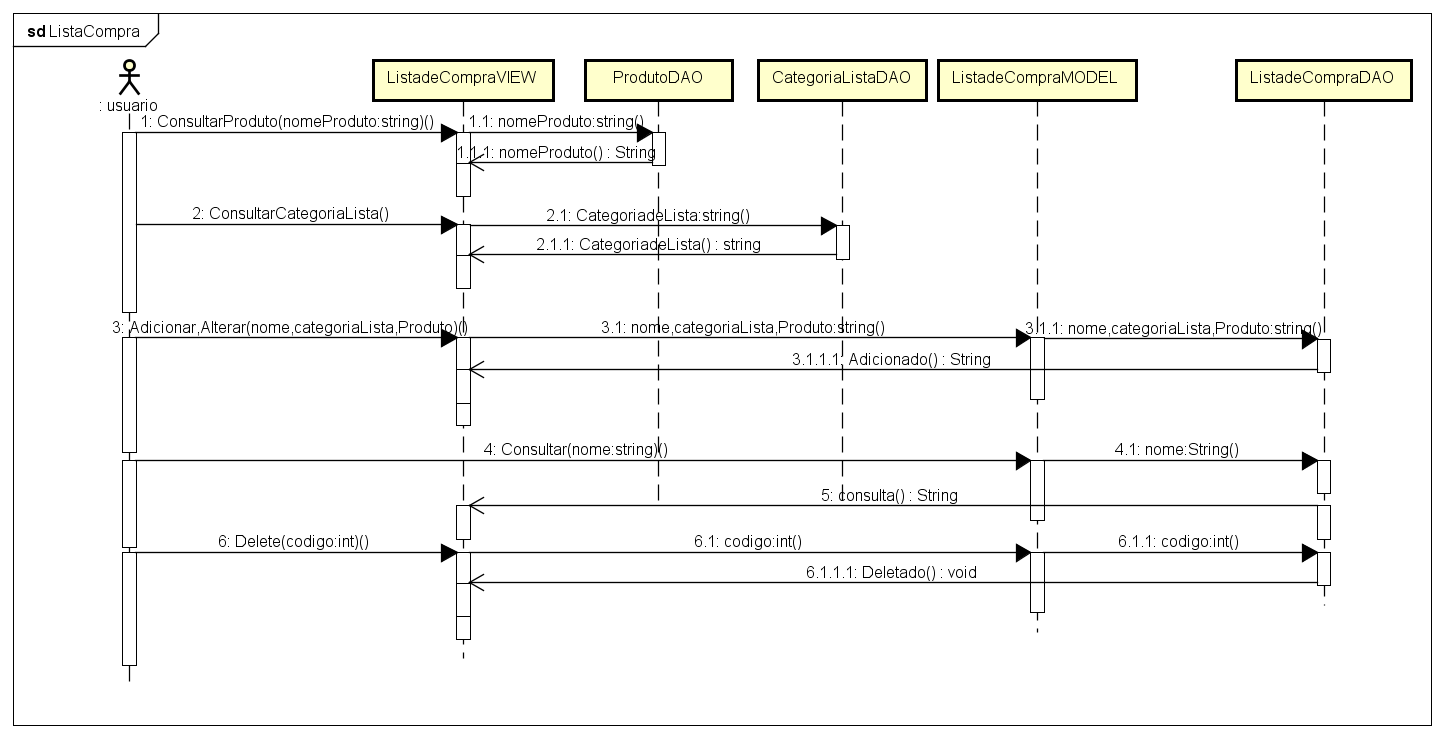 sd ListaCompra
: usuario
ListadeCompraVIEW
ProdutoDAO
CategoriaListaDAO
ListadeCompraMODEL
ListadeCompraDAO
1: ConsultarProduto(nomeProduto:string)()
1.1: nomeProduto:string()
1.1.1: nomeProduto() : String
2: ConsultarCategoriaLista()
2.1: CategoriadeLista:string()
2.1.1: CategoriadeLista() : string
3: Adicionar,Alterar(nome,categoriaLista,Produto)()
3.1: nome,categoriaLista,Produto:string()
3.1.1: nome,categoriaLista,Produto:string()
3.1.1.1: Adicionado() : String
4: Consultar(nome:string)()
4.1: nome:String()
5: consulta() : String
6: Delete(codigo:int)()
6.1: codigo:int()
6.1.1: codigo:int()
6.1.1.1: Deletado() : void